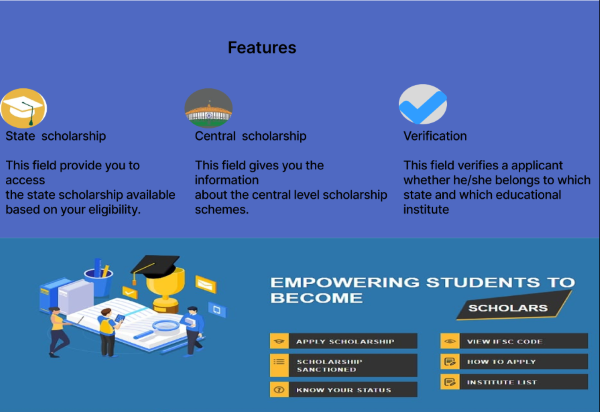 Features
State scholarship
This field provide you to
access
the state scholarship available
based on your eligibility.
Central scholarship
This field gives you the
information
about the central level scholarship
schemes.
Verification
This field verifies a applicant
whether he/she belongs to which
state and which educational
institute
EMPOWERING STUDENTS TO
BECOME
SCHOLARS
APPLY SCHOLARSHIP
SCHOLARSHIP
SANCTIONED
KNOW YOUR STATUS
VIEW IFSC CODE
HOW TO APPLY
INSTITUTE LIST